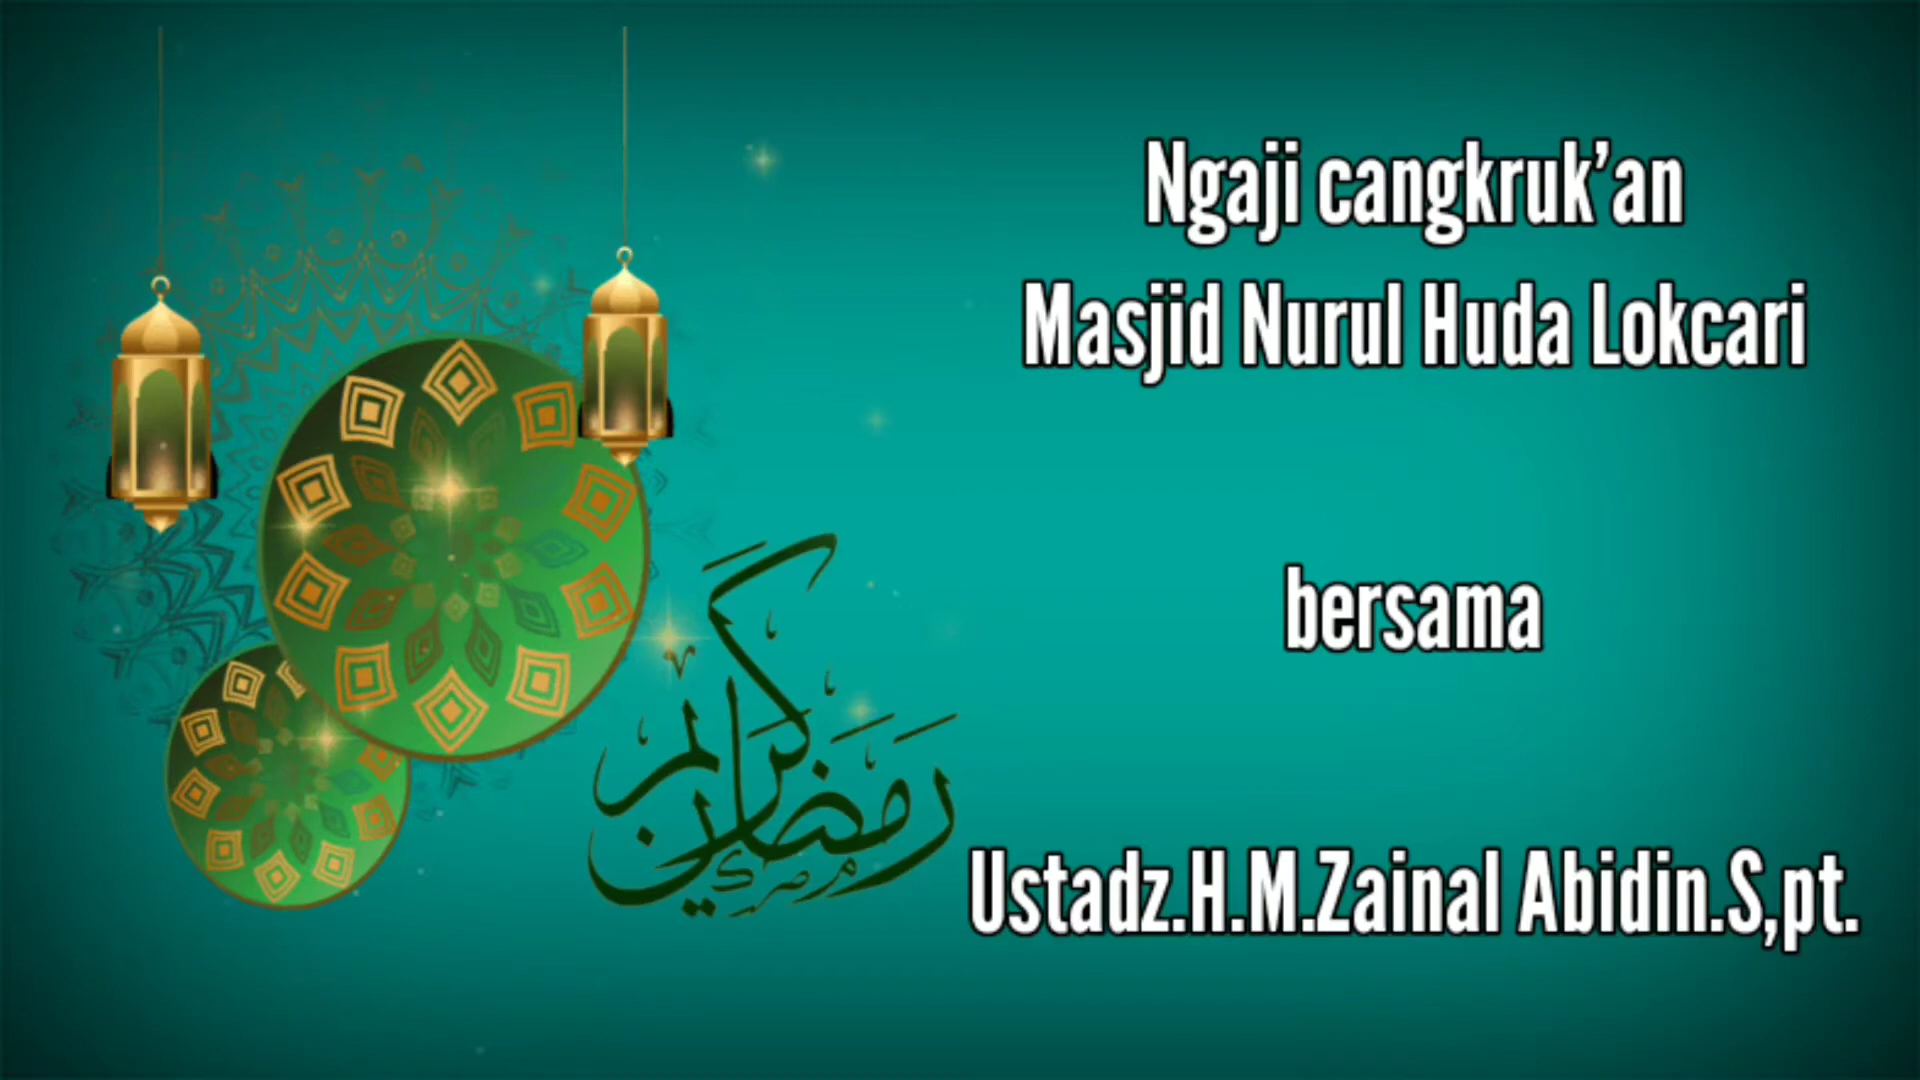 Ngaji cangkruk’an
Masjid Nurul Huda Lokcari
bersama
Ustadz.H.M.Zainal Abidin.S,pt.
رمضان كريم